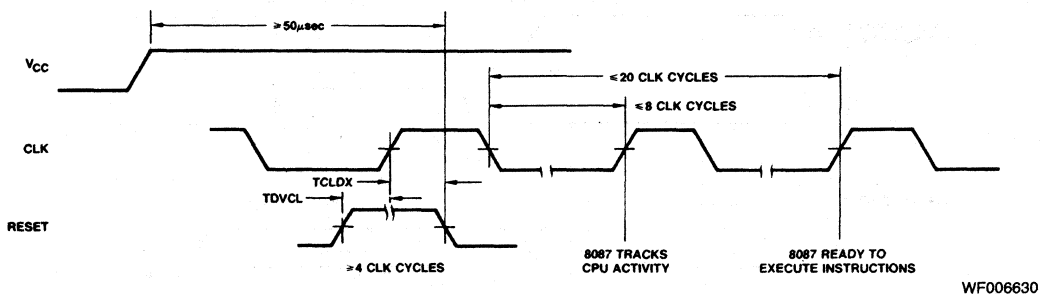 ≥50μsec
VCC
≤20 CLK CYCLES
≤8 CLK CYCLES
CLK
TCLDX
TDVCL
RESET
≥4 CLK CYCLES
8087 TRACKS
CPU ACTIVITY
8087 READY TO
EXECUTE INSTRUCTIONS
WF006630